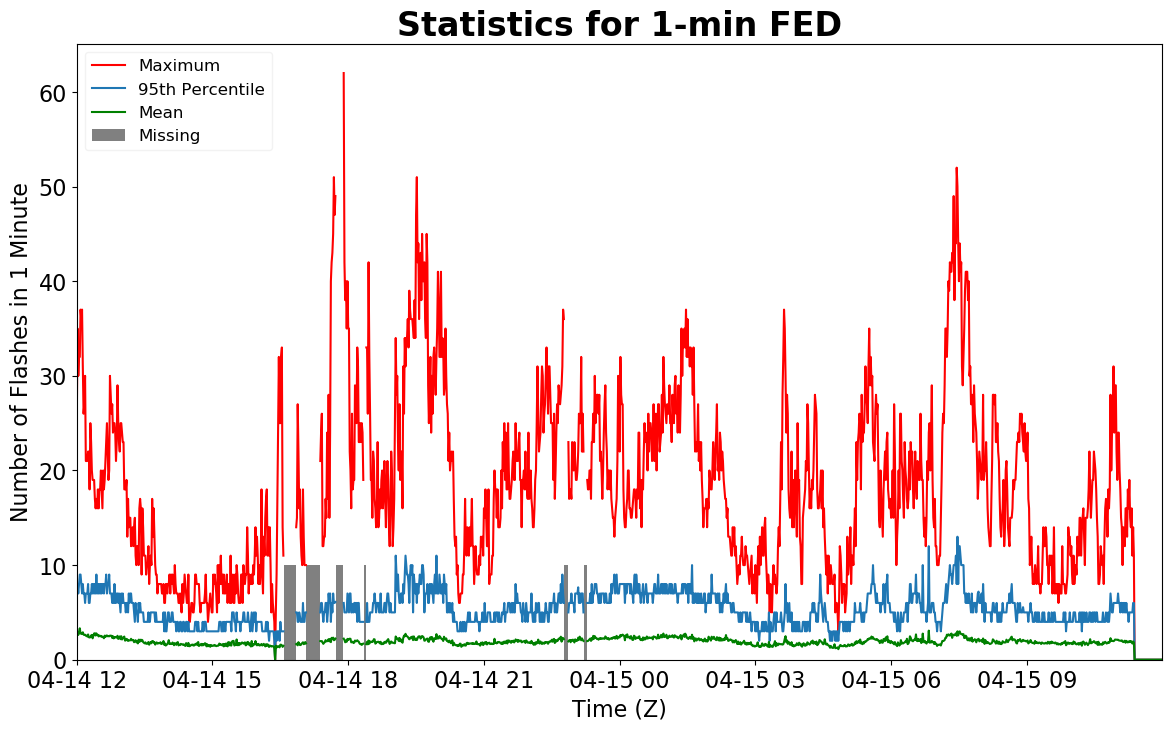 Statistics for 1-min FED
Maximum
95th Percentile
Mean
Missing
Number of Flashes in 1 Minute
60
50
40
30
20
10
0
04-14 12
04-14 15
04-14 18
04-14 21
04-15 00
04-15 03
04-15 06
04-15 09
Time (Z)